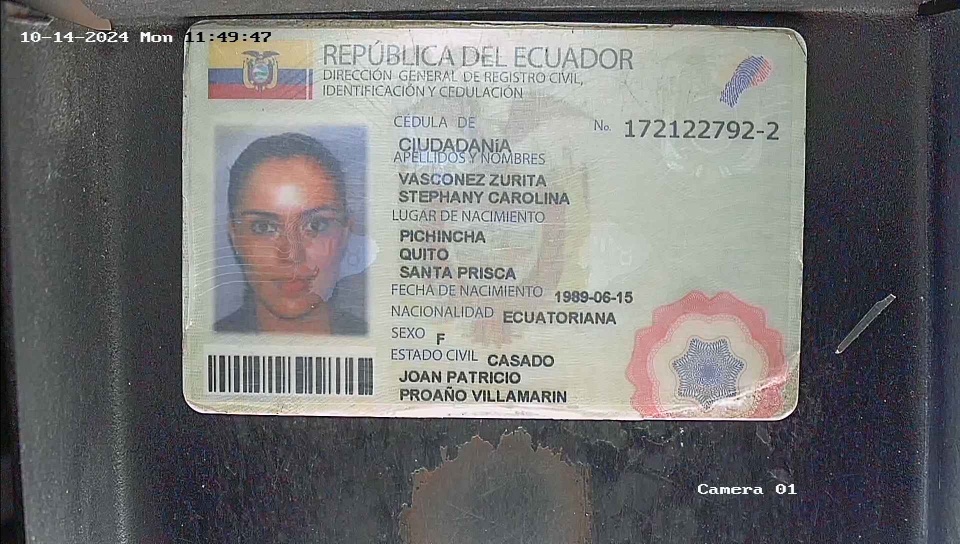 10-14-2024 Mon 11:49:47
REPÚBLICA DEL ECUADOR
DIRECCIÓN GENERAL DE REGISTRO CIVIL,
IDENTIFICACIÓN Y CEDULACIÓN
CÉDULA DE No. 172122792-2
CIUDADANíA
APELLIDOS Y NOMBRES
VASCONEZ ZURITA
STEPHANY CAROLINA
LUGAR DE NACIMIENTO
PICHINCHA
QUITO
SANTA PRISCA
FECHA DE NACIMIENTO 1989-06-15
NACIONALIDAD ECUATORIANA
SEXO F
ESTADO CIVIL CASADO
JOAN PATRICIO
PROAÑO VILLAMARIN
Camera 01